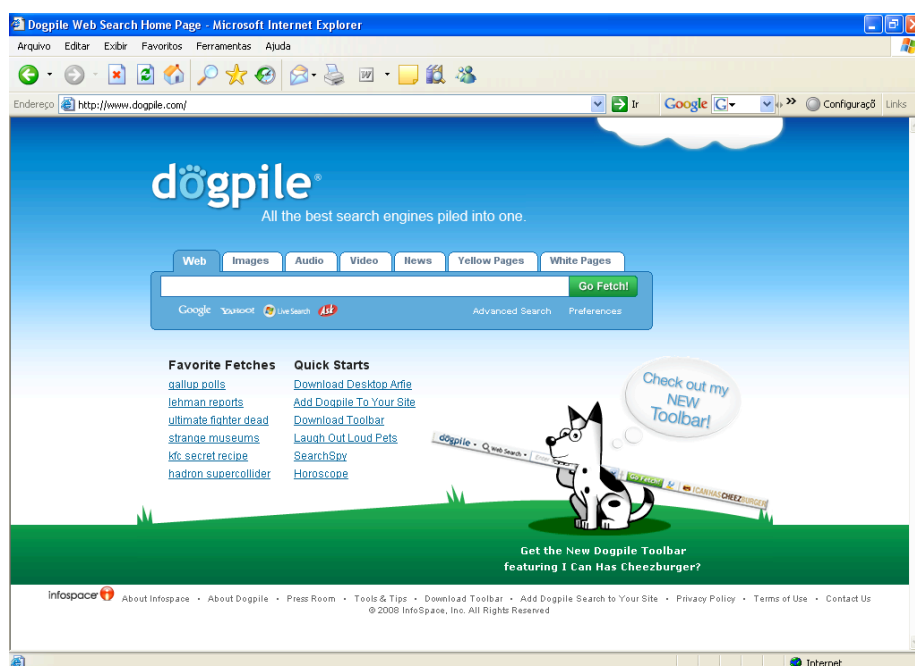 Dogpile Web Search Home Page - Microsoft Internet Explorer
Arquivo Editar Exibir Favoritos Ferramentas Ajuda
Endereço http://www.dogpile.com/ Ir Google G Configuraçõ Links
dögpile®
All the best search engines piled into one.
Web Images Audio Video News Yellow Pages White Pages
Go Fetch!
Google YAHOO! Live Search Ask Advanced Search Preferences
Favorite Fetches Quick Starts
gallup polls Download Desktop Arfie
lehman reports Add Dogpile To Your Site
ultimate fighter dead Download Toolbar
strange museums Laugh Out Loud Pets
kfc secret recipe SearchSpy
hadron supercollider Horoscope
Check out my
NEW
Toolbar!
dögpile Web Search Go Fetch! I CAN HAS CHEEZBURGER?
Get the New Dogpile Toolbar
featuring I Can Has Cheezburger?
infospace About Infospace • About Dogpile • Press Room • Tools & Tips • Download Toolbar • Add Dogpile Search to Your Site • Privacy Policy • Terms of Use • Contact Us
© 2008 InfoSpace, Inc. All Rights Reserved
Internet